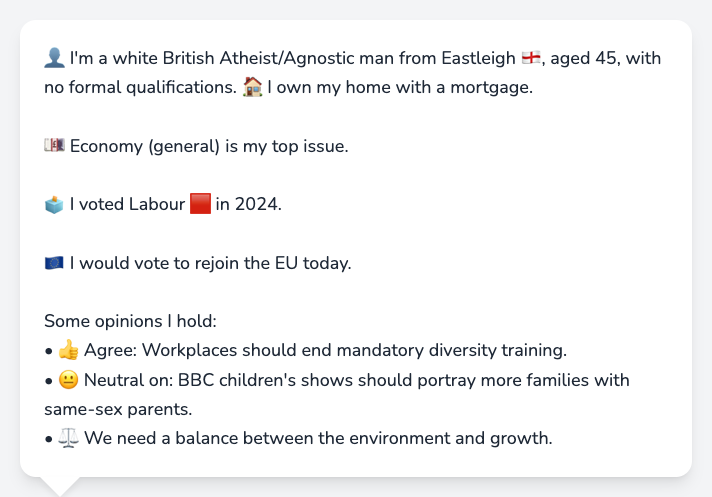 👤 I'm a white British Atheist/Agnostic man from Eastleigh 🏴󠁧󠁢󠁥󠁮󠁧󠁿, aged 45, with
no formal qualifications. 🏠 I own my home with a mortgage.
💷 Economy (general) is my top issue.
🗳️ I voted Labour 🟥 in 2024.
🇪🇺 I would vote to rejoin the EU today.
Some opinions I hold:
• 👍 Agree: Workplaces should end mandatory diversity training.
• 😐 Neutral on: BBC children's shows should portray more families with
same-sex parents.
• ⚖️ We need a balance between the environment and growth.